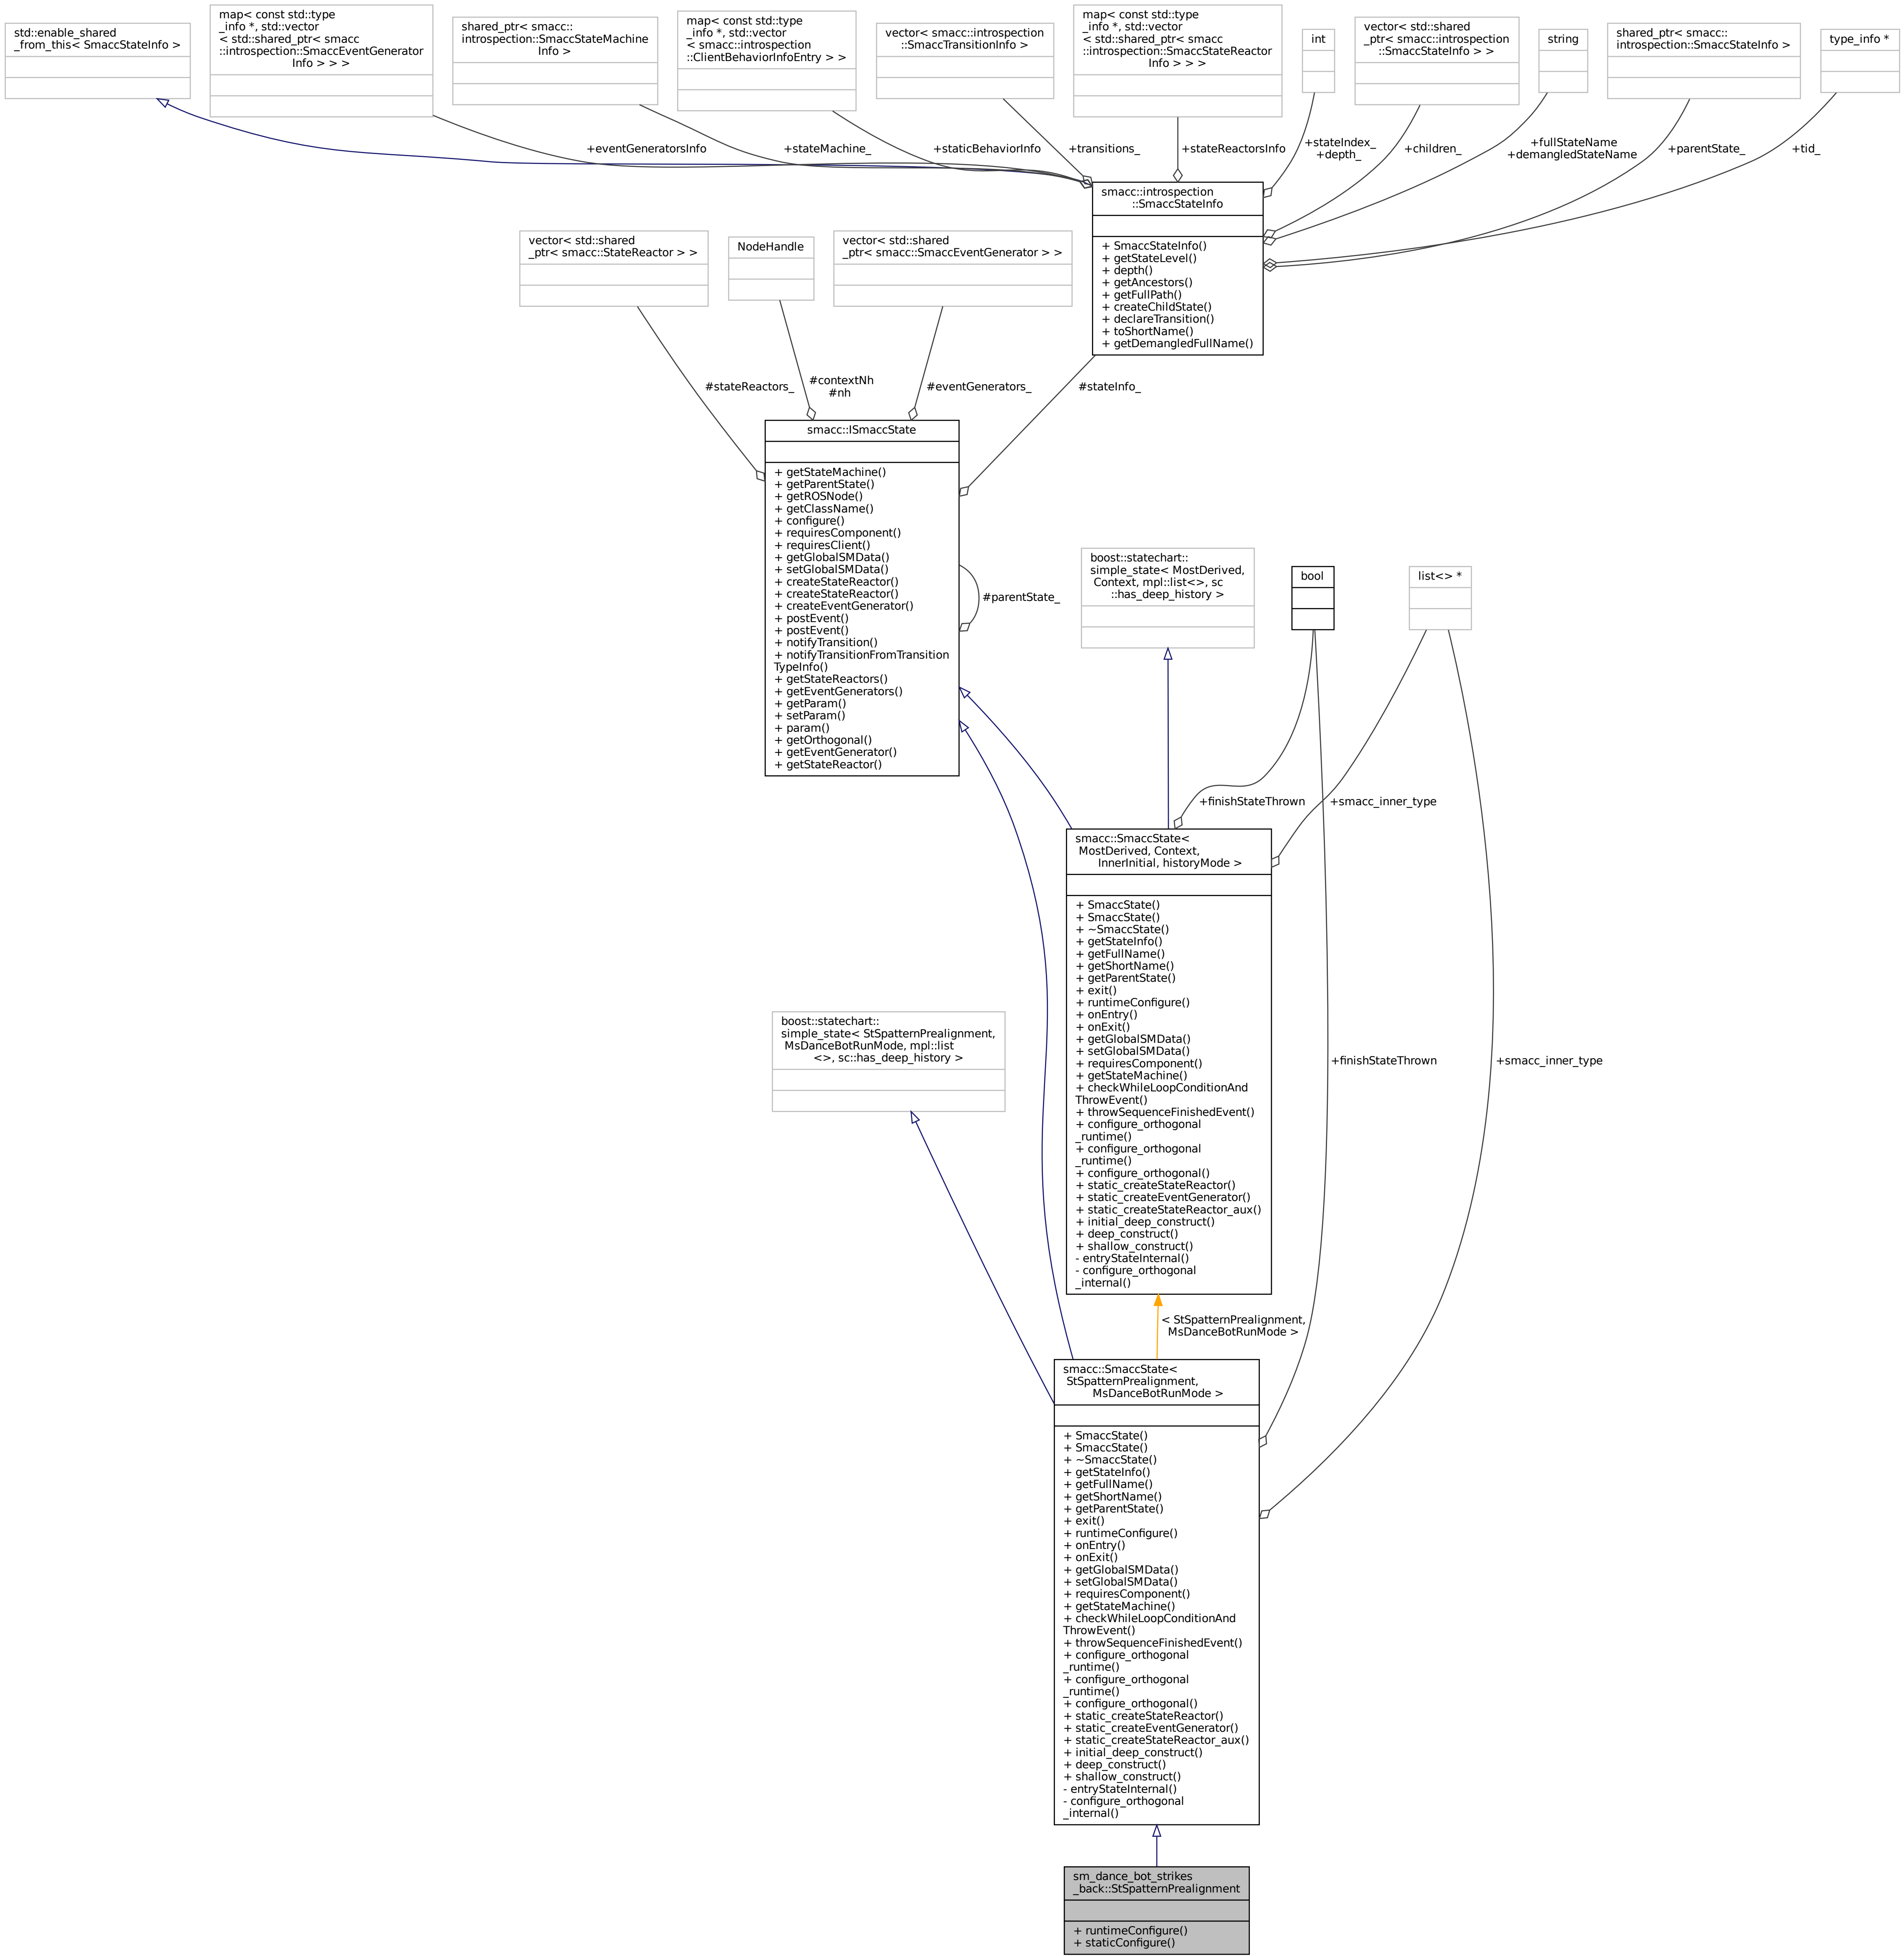 std::enable_shared
_from_this< SmaccStateInfo >
map< const std::type
_info *, std::vector
< std::shared_ptr< smacc
::introspection::SmaccEventGenerator
Info > > >
shared_ptr< smacc::
introspection::SmaccStateMachine
Info >
map< const std::type
_info *, std::vector
< smacc::introspection
::ClientBehaviorInfoEntry > >
vector< smacc::introspection
::SmaccTransitionInfo >
map< const std::type
_info *, std::vector
< std::shared_ptr< smacc
::introspection::SmaccStateReactor
Info > > >
int
vector< std::shared
_ptr< smacc::introspection
::SmaccStateInfo > >
string
shared_ptr< smacc::
introspection::SmaccStateInfo >
type_info *
+eventGeneratorsInfo
+stateMachine_
+staticBehaviorInfo
+transitions_
+stateReactorsInfo
+stateIndex_
+depth_
+children_
+fullStateName
+demangledStateName
+parentState_
+tid_
smacc::introspection
::SmaccStateInfo
+ SmaccStateInfo()
+ getStateLevel()
+ depth()
+ getAncestors()
+ getFullPath()
+ createChildState()
+ declareTransition()
+ toShortName()
+ getDemangledFullName()
vector< std::shared
_ptr< smacc::StateReactor > >
NodeHandle
vector< std::shared
_ptr< smacc::SmaccEventGenerator > >
#stateReactors_
#contextNh
#nh
#eventGenerators_
#stateInfo_
smacc::ISmaccState
+ getStateMachine()
+ getParentState()
+ getROSNode()
+ getClassName()
+ configure()
+ requiresComponent()
+ requiresClient()
+ getGlobalSMData()
+ setGlobalSMData()
+ createStateReactor()
+ createStateReactor()
+ createEventGenerator()
+ postEvent()
+ postEvent()
+ notifyTransition()
+ notifyTransitionFromTransition
TypeInfo()
+ getStateReactors()
+ getEventGenerators()
+ getParam()
+ setParam()
+ param()
+ getOrthogonal()
+ getEventGenerator()
+ getStateReactor()
#parentState_
boost::statechart::
simple_state< MostDerived,
Context, mpl::list<>, sc
::has_deep_history >
bool
list<> *
+finishStateThrown
+smacc_inner_type
smacc::SmaccState<
MostDerived, Context,
InnerInitial, historyMode >
+ SmaccState()
+ SmaccState()
+ ~SmaccState()
+ getStateInfo()
+ getFullName()
+ getShortName()
+ getParentState()
+ exit()
+ runtimeConfigure()
+ onEntry()
+ onExit()
+ getGlobalSMData()
+ setGlobalSMData()
+ requiresComponent()
+ getStateMachine()
+ checkWhileLoopConditionAnd
ThrowEvent()
+ throwSequenceFinishedEvent()
+ configure_orthogonal
_runtime()
+ configure_orthogonal
_runtime()
+ configure_orthogonal()
+ static_createStateReactor()
+ static_createEventGenerator()
+ static_createStateReactor_aux()
+ initial_deep_construct()
+ deep_construct()
+ shallow_construct()
- entryStateInternal()
- configure_orthogonal
_internal()
boost::statechart::
simple_state< StSpatternPrealignment,
MsDanceBotRunMode, mpl::list
<>, sc::has_deep_history >
+finishStateThrown
+smacc_inner_type
< StSpatternPrealignment,
MsDanceBotRunMode >
smacc::SmaccState<
StSpatternPrealignment,
MsDanceBotRunMode >
+ SmaccState()
+ SmaccState()
+ ~SmaccState()
+ getStateInfo()
+ getFullName()
+ getShortName()
+ getParentState()
+ exit()
+ runtimeConfigure()
+ onEntry()
+ onExit()
+ getGlobalSMData()
+ setGlobalSMData()
+ requiresComponent()
+ getStateMachine()
+ checkWhileLoopConditionAnd
ThrowEvent()
+ throwSequenceFinishedEvent()
+ configure_orthogonal
_runtime()
+ configure_orthogonal
_runtime()
+ configure_orthogonal()
+ static_createStateReactor()
+ static_createEventGenerator()
+ static_createStateReactor_aux()
+ initial_deep_construct()
+ deep_construct()
+ shallow_construct()
- entryStateInternal()
- configure_orthogonal
_internal()
sm_dance_bot_strikes
_back::StSpatternPrealignment
+ runtimeConfigure()
+ staticConfigure()